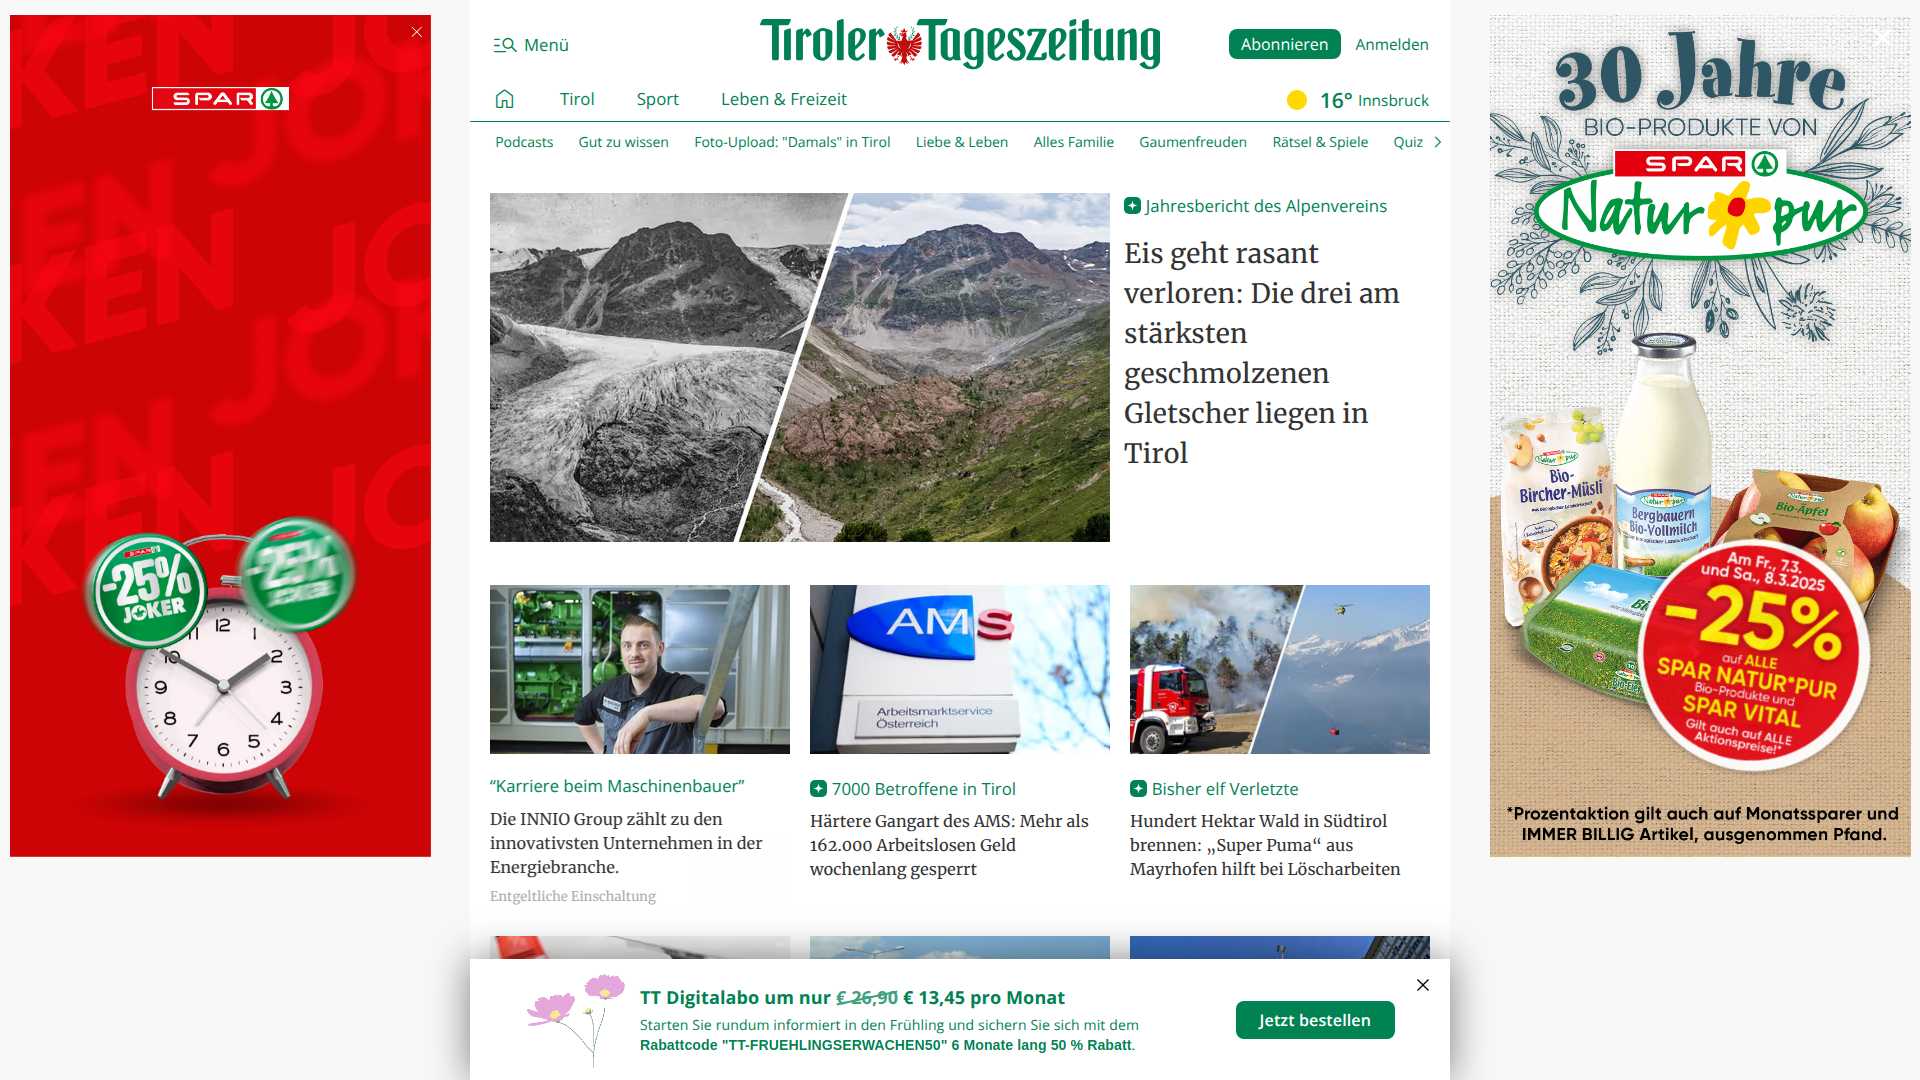 SPAR
-25%
JOKER
Menü
Tiroler Tageszeitung
Abonnieren
Anmelden
Tirol
Sport
Leben & Freizeit
16° Innsbruck
Podcasts
Gut zu wissen
Foto-Upload: "Damals" in Tirol
Liebe & Leben
Alles Familie
Gaumenfreuden
Rätsel & Spiele
Quiz
Jahresbericht des Alpenvereins
Eis geht rasant
verloren: Die drei am
stärksten
geschmolzenen
Gletscher liegen in
Tirol
AMS
Arbeitsmarktservice
Österreich
“Karriere beim Maschinenbauer”
Die INNIO Group zählt zu den
innovativsten Unternehmen in der
Energiebranche.
Entgeltliche Einschaltung
7000 Betroffene in Tirol
Härtere Gangart des AMS: Mehr als
162.000 Arbeitslosen Geld
wochenlang gesperrt
Bisher elf Verletzte
Hundert Hektar Wald in Südtirol
brennen: „Super Puma“ aus
Mayrhofen hilft bei Löscharbeiten
TT Digitalabo um nur € 26,90 € 13,45 pro Monat
Starten Sie rundum informiert in den Frühling und sichern Sie sich mit dem
Rabattcode "TT-FRUEHLINGSERWACHEN50" 6 Monate lang 50 % Rabatt.
Jetzt bestellen
30 Jahre
BIO-PRODUKTE VON
SPAR
Natur pur
Bio-
Bircher-Müsli
Bergbauern
Bio-Vollmilch
Bio-Äpfel
Am Fr., 7.3.
und Sa., 8.3.2025
-25%
auf ALLE
SPAR NATUR*PUR
Bio-Produkte und
SPAR VITAL
Gilt auch auf ALLE
Aktionspreise!*
*Prozentaktion gilt auch auf Monatssparer und
IMMER BILLIG Artikel, ausgenommen Pfand.